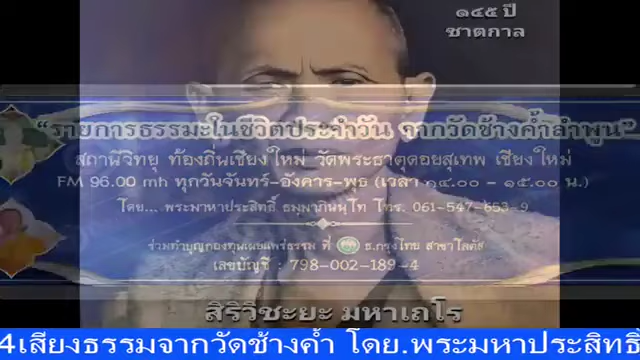 ๑๔๕ ปี
ชาตกาล
“รายการธรรมะในชีวิตประจำวัน จากวัดช้างค้ำลำพูน”
สถานีวิทยุ ท้องถิ่นเชียงใหม่ วัดพระธาตุดอยสุเทพ เชียงใหม่
FM 96.00 mh ทุกวันจันทร์-อังคาร-พุธ (เวลา ๑๔.๐๐ - ๑๕.๐๐ น.)
โดย... พระมหาประสิทธิ์ ธมฺมาภินนฺโท โทร. 061-547-653-9
ร่วมทำบุญกองทุนเผยแพร่ธรรม ที่ ธ.กรุงไทย สาขาโลตัส
เลขบัญชี : 798-002-189-4
สิริวิชะยะ มหาเถโร
4เสียงธรรมจากวัดช้างค้ำ โดย.พระมหาประสิทธิ์